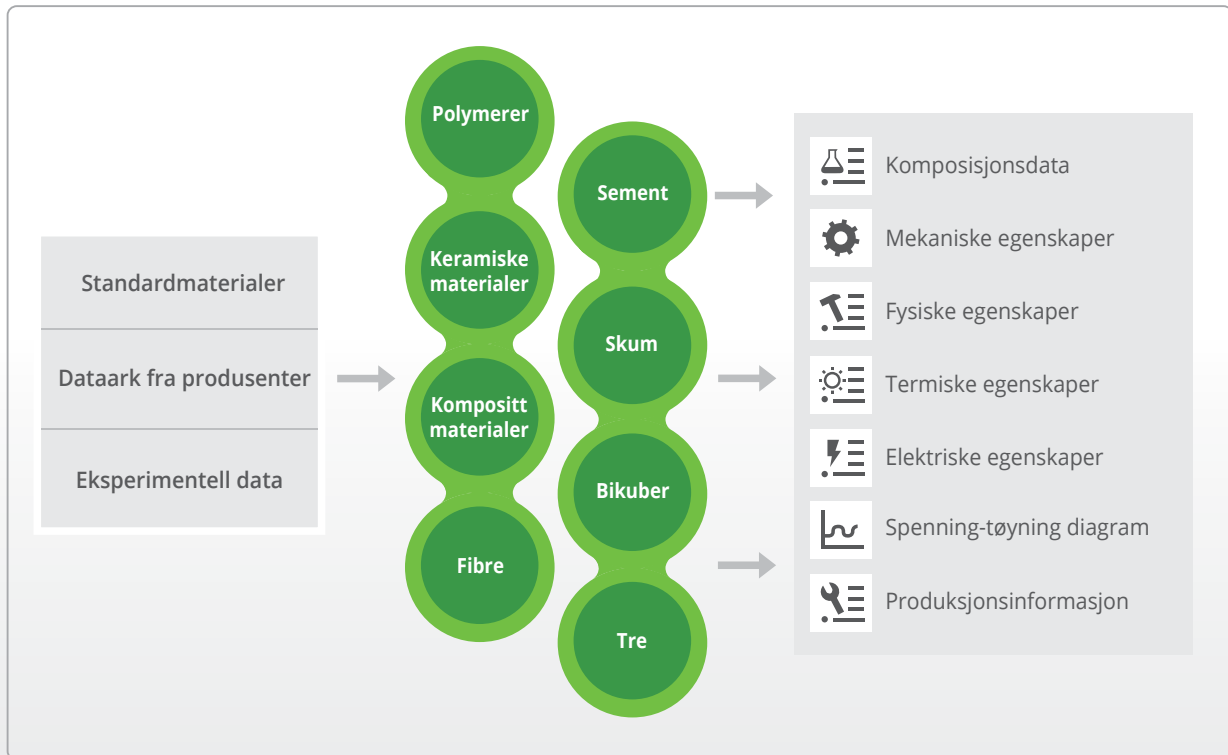 Standardmaterialer
Dataark fra produsenter
Eksperimentell data
Polymerer
Keramiske
materialer
Kompositt
materialer
Fibre
Sement
Skum
Bikuber
Tre
Komposisjonsdata
Mekaniske egenskaper
Fysiske egenskaper
Termiske egenskaper
Elektriske egenskaper
Spenning-tøyning diagram
Produksjonsinformasjon